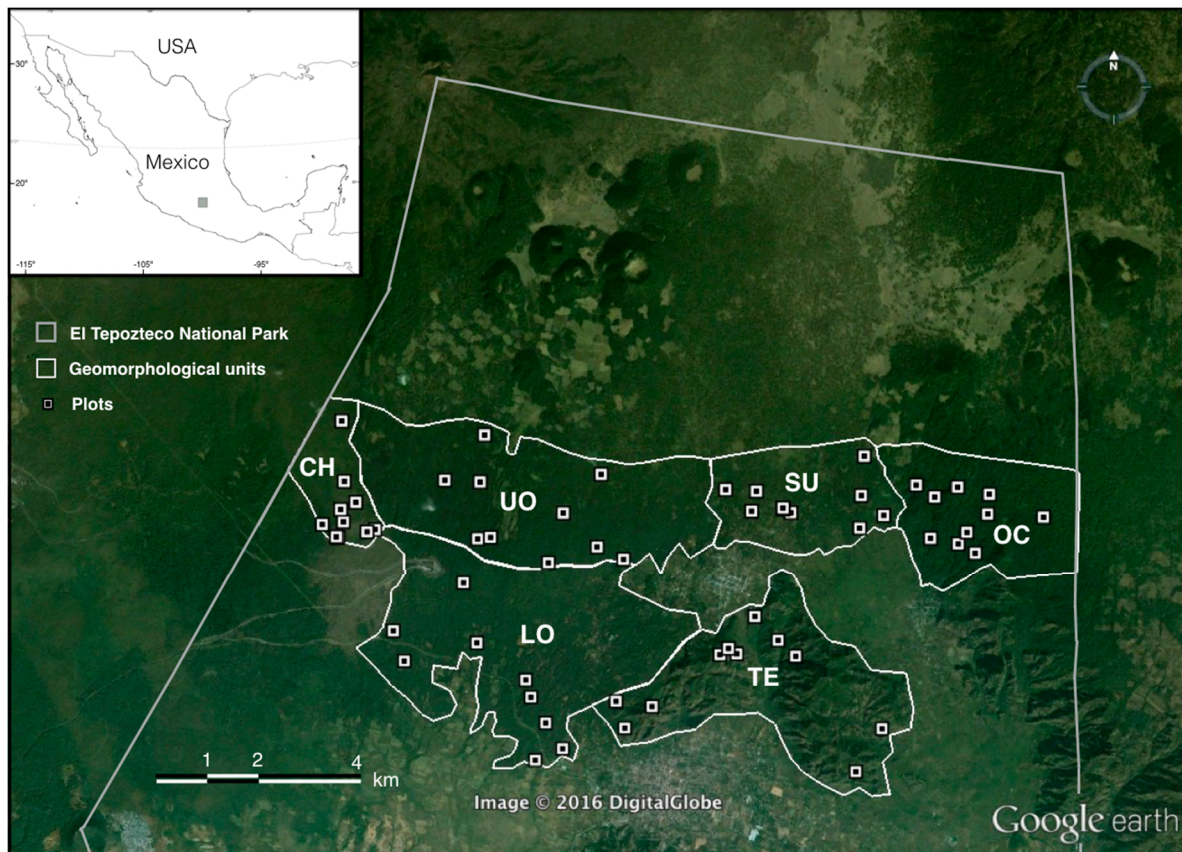 USA
30°
Mexico
20°
-115°
-105°
-95°
N
El Tepozteco National Park
Geomorphological units
Plots
CH
UO
SU
OC
LO
TE
1 2 4
km
Image © 2016 DigitalGlobe
Google earth